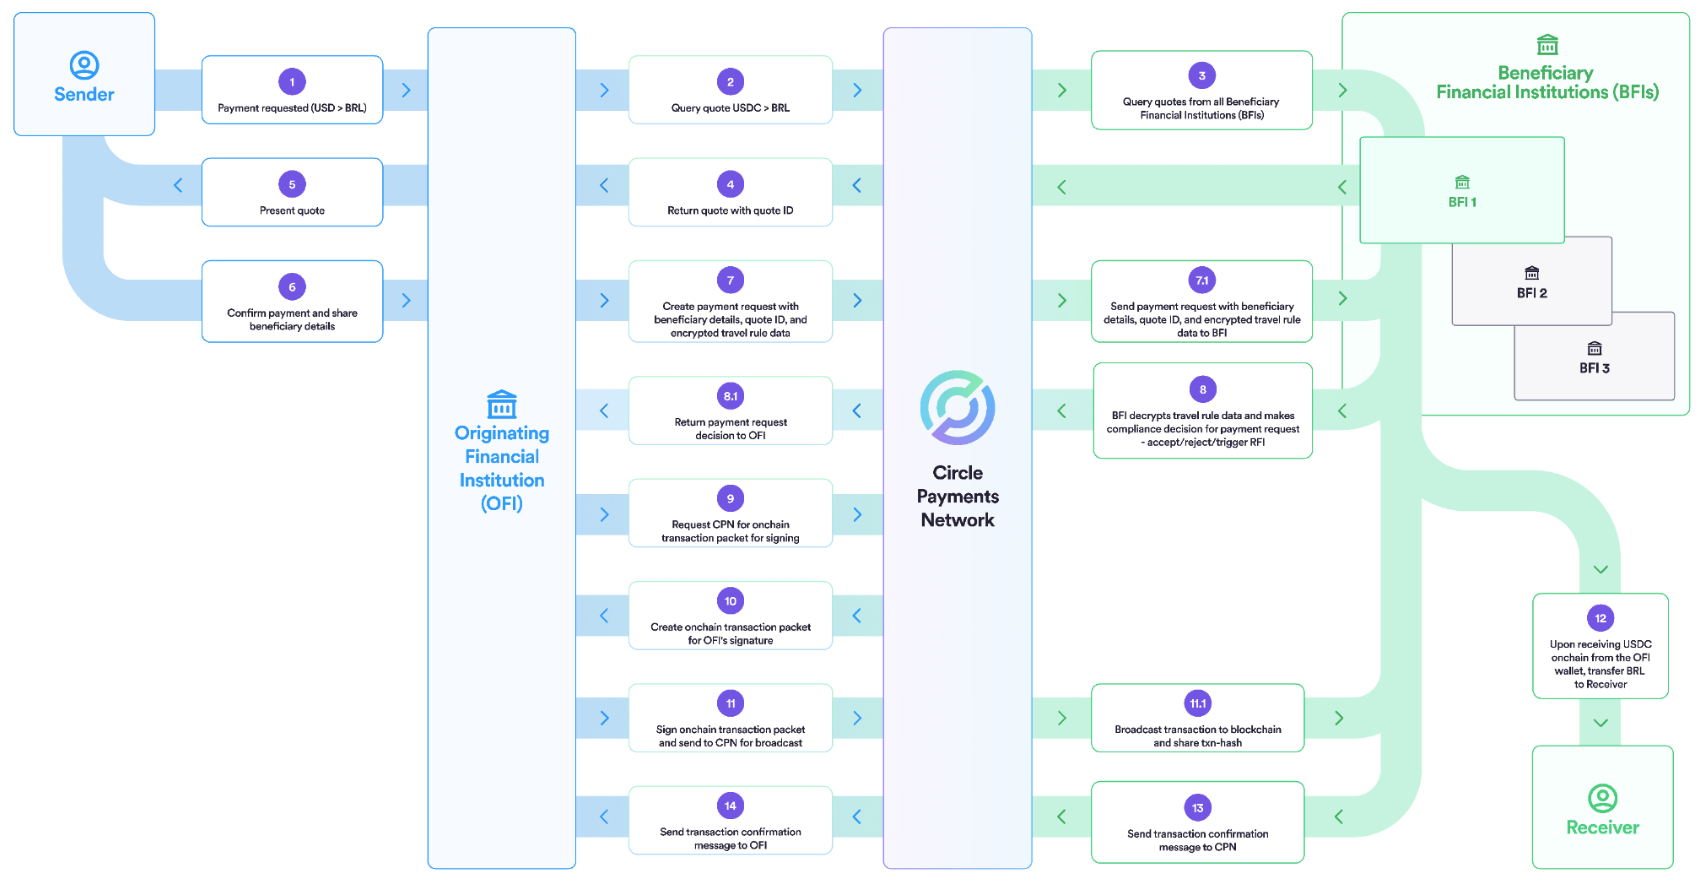 Sender
1
Payment requested (USD > BRL)
2
Query quote USDC > BRL
3
Query quotes from all Beneficiary
Financial Institutions (BFIs)
Beneficiary
Financial Institutions (BFIs)
5
Present quote
4
Return quote with quote ID
BFI 1
BFI 2
BFI 3
6
Confirm payment and share
beneficiary details
7
Create payment request with
beneficiary details, quote ID, and
encrypted travel rule data
7.1
Send payment request with beneficiary
details, quote ID, and encrypted travel rule
data to BFI
8.1
Return payment request
decision to OFI
8
BFI decrypts travel rule data and makes
compliance decision for payment request
- accept/reject/trigger RFI
Originating
Financial
Institution
(OFI)
Circle
Payments
Network
9
Request CPN for onchain
transaction packet for signing
10
Create onchain transaction packet
for OFI's signature
12
Upon receiving USDC
onchain from the OFI
wallet, transfer BRL
to Receiver
11
Sign onchain transaction packet
and send to CPN for broadcast
11.1
Broadcast transaction to blockchain
and share txn-hash
14
Send transaction confirmation
message to OFI
13
Send transaction confirmation
message to CPN
Receiver